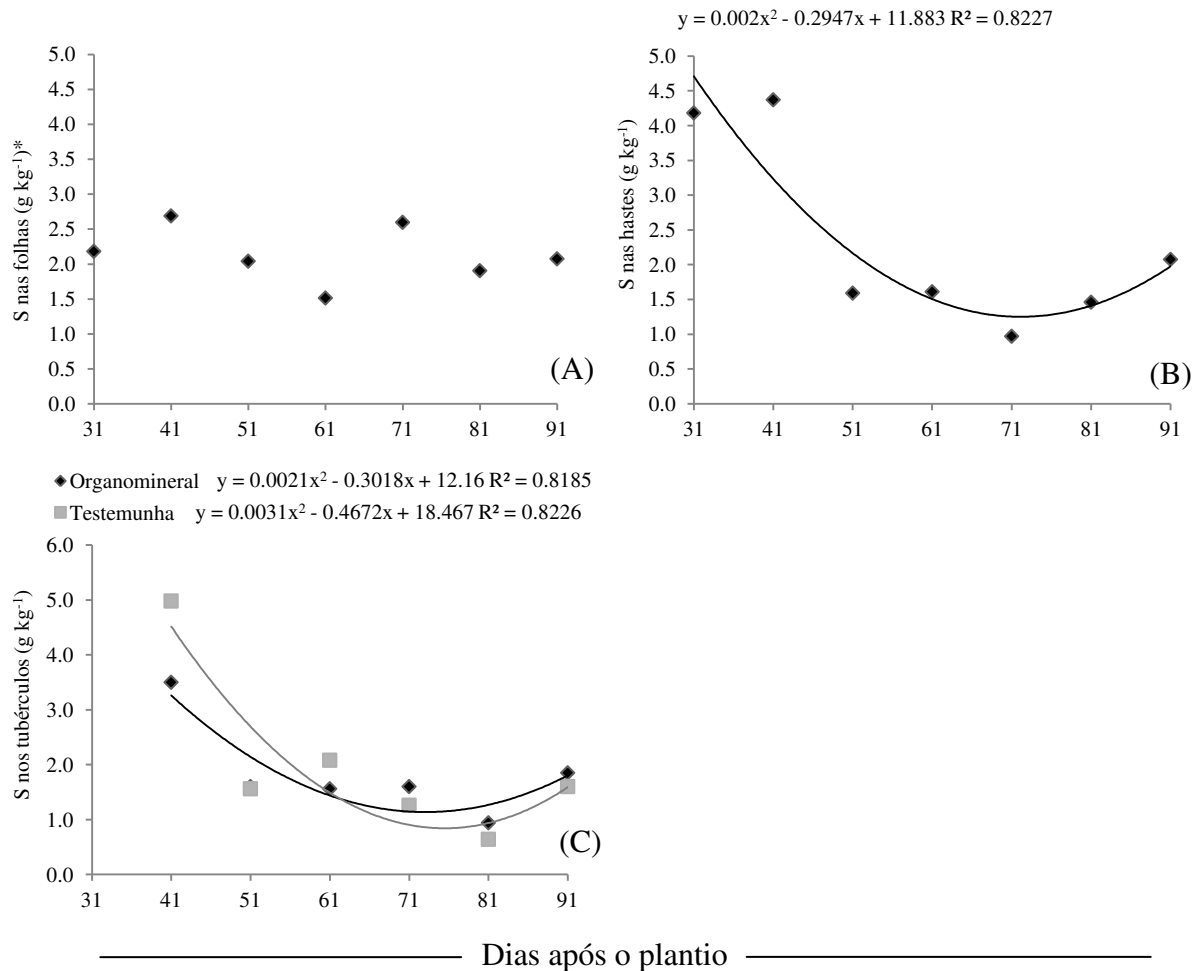 y = 0.002x² - 0.2947x + 11.883 R² = 0.8227
S nas folhas (g kg⁻¹)*
5.0
4.5
4.0
3.5
3.0
2.5
2.0
1.5
1.0
0.5
0.0
31 41 51 61 71 81 91
(A)
S nas hastes (g kg⁻¹)
5.0
4.5
4.0
3.5
3.0
2.5
2.0
1.5
1.0
0.5
0.0
31 41 51 61 71 81 91
(B)
Organomineral y = 0.0021x² - 0.3018x + 12.16 R² = 0.8185
Testemunha y = 0.0031x² - 0.4672x + 18.467 R² = 0.8226
S nos tubérculos (g kg⁻¹)
6.0
5.0
4.0
3.0
2.0
1.0
0.0
31 41 51 61 71 81 91
(C)
Dias após o plantio